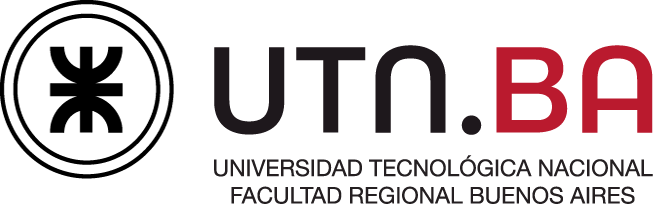 UTN.BA
UNIVERSIDAD TECNOLÓGICA NACIONAL
FACULTAD REGIONAL BUENOS AIRES